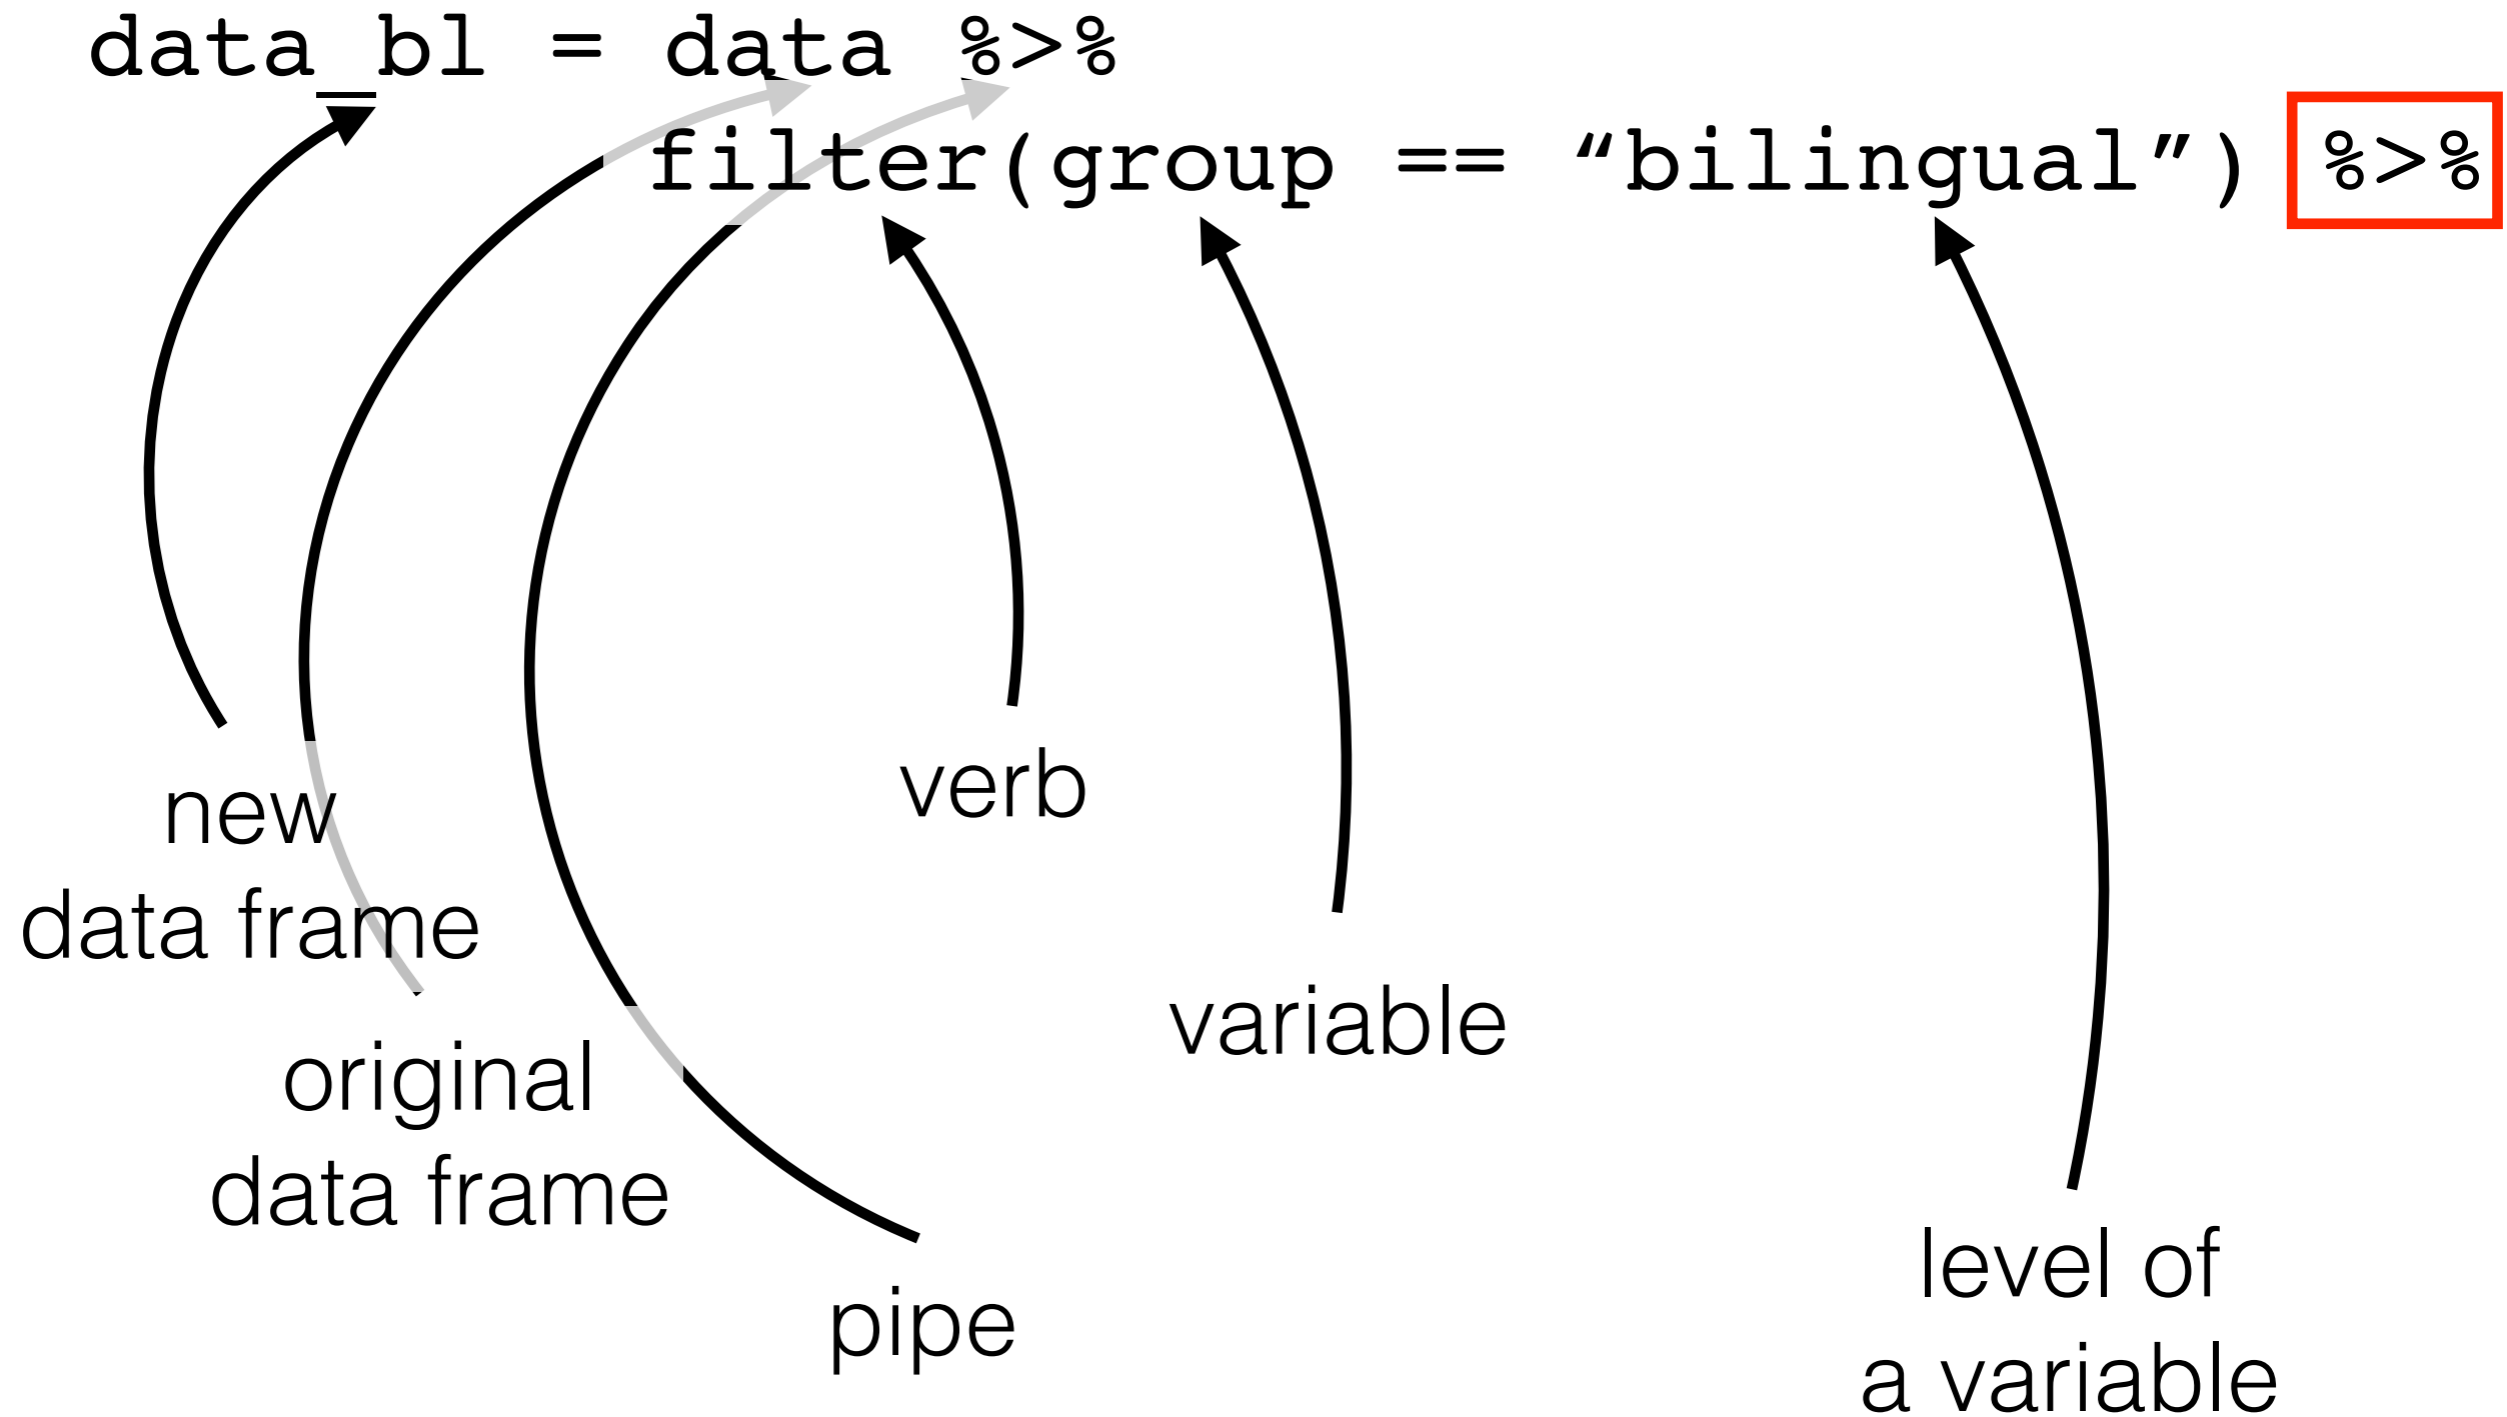 data_bl = data %>%
filter(group == “bilingual”) %>%
new
data frame
original
data frame
pipe
verb
variable
level of
a variable